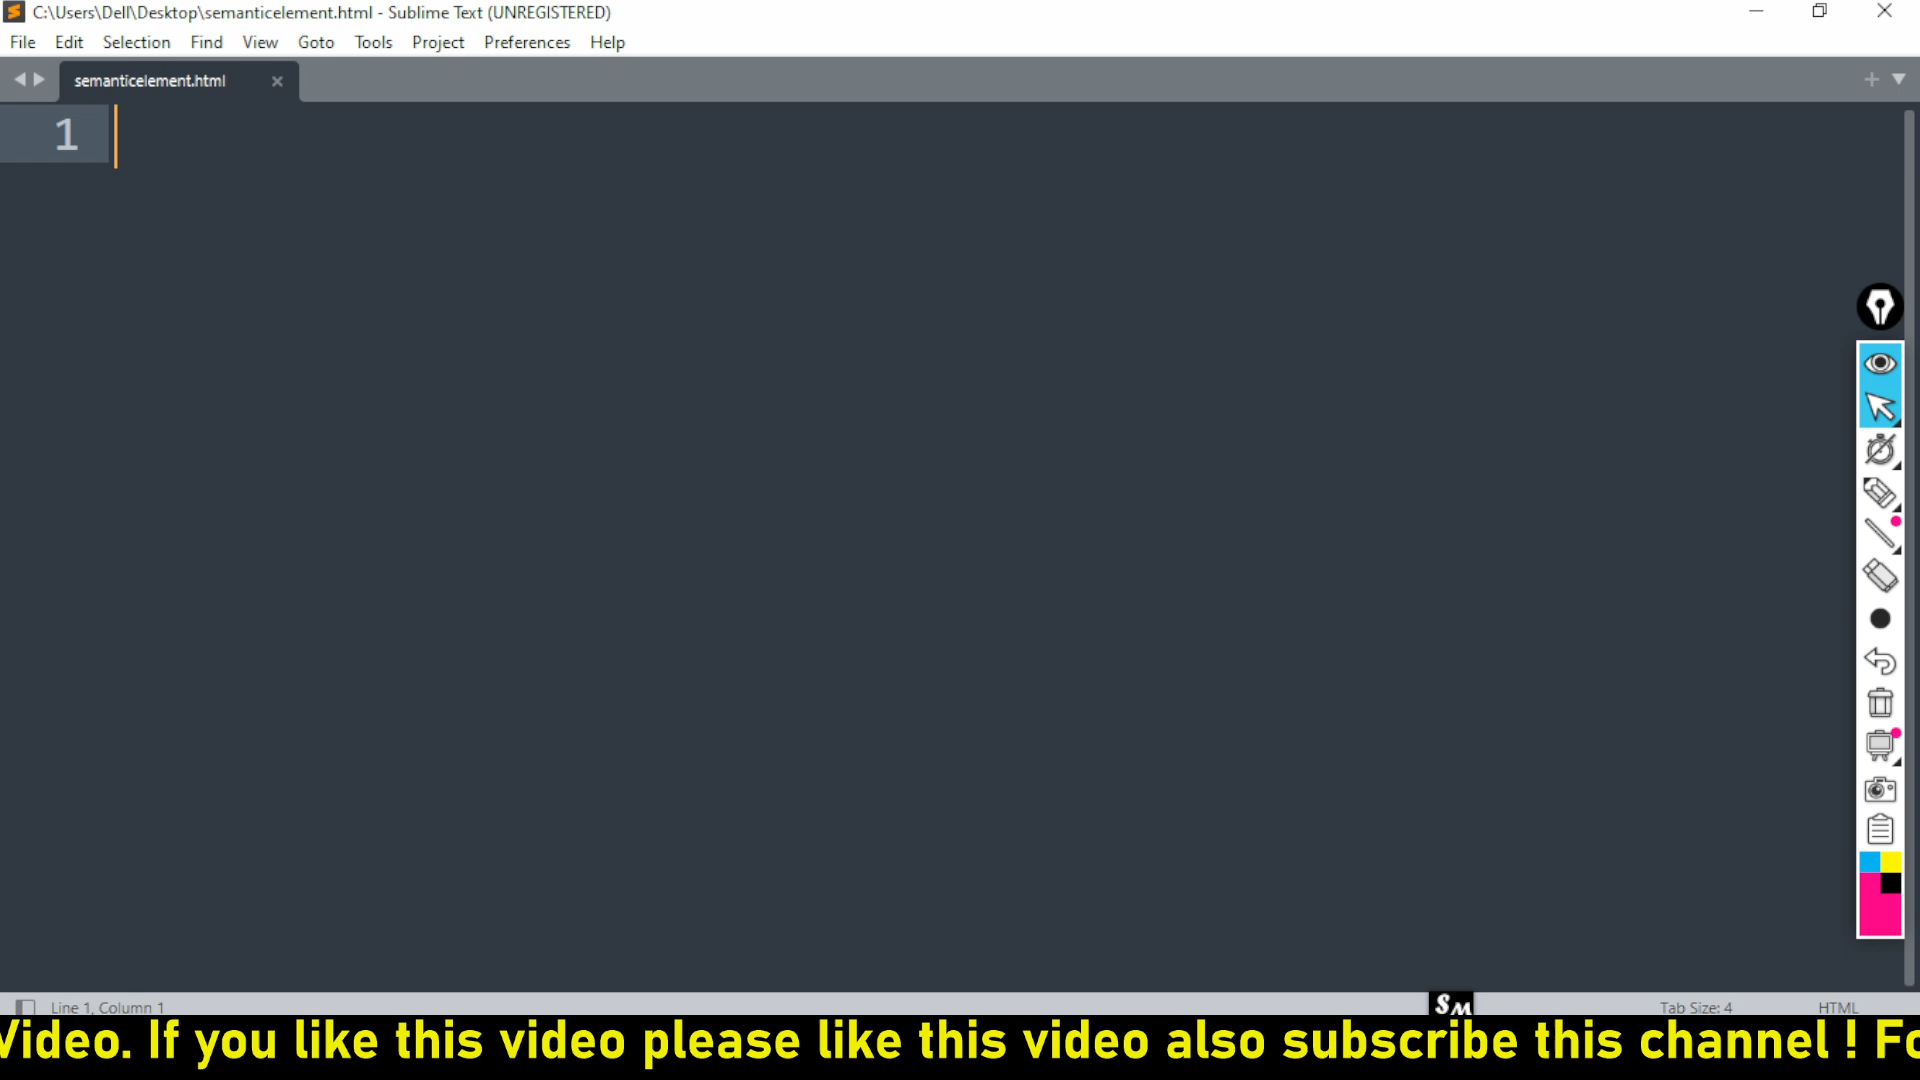 C:\Users\Dell\Desktop\semanticelement.html - Sublime Text (UNREGISTERED)
File Edit Selection Find View Goto Tools Project Preferences Help
semanticelement.html
1
Line 1, Column 1
SM
Tab Size: 4
HTML
Video. If you like this video please like this video also subscribe this channel ! Fo